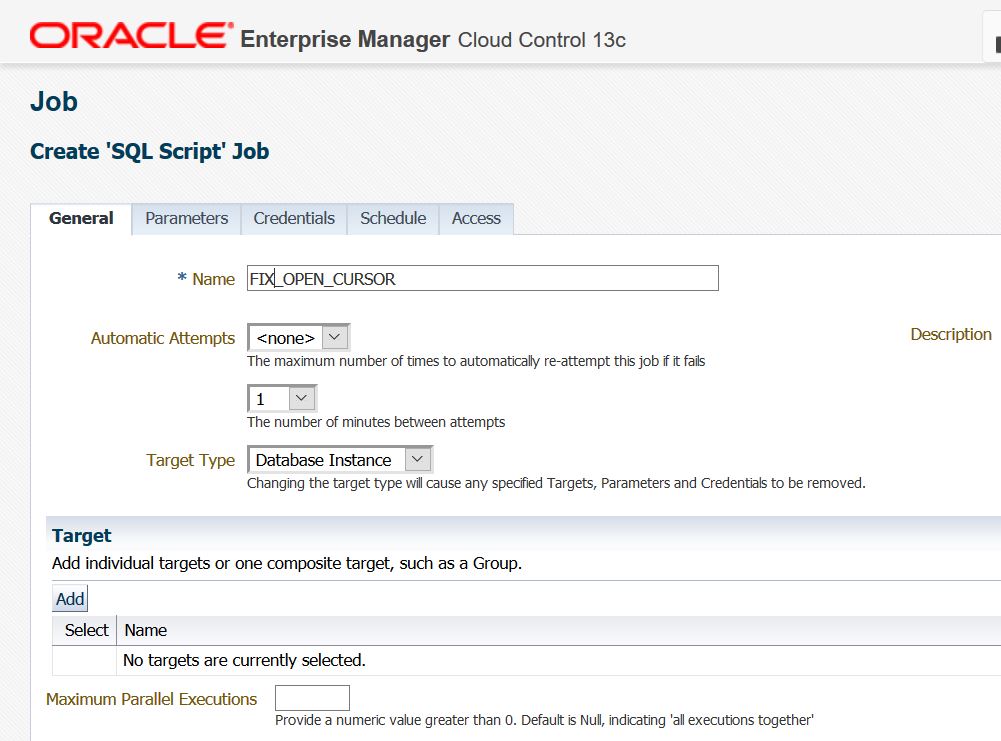 ORACLE Enterprise Manager Cloud Control 13c
Job
Create 'SQL Script' Job
General Parameters Credentials Schedule Access
* Name FIX_OPEN_CURSOR
Automatic Attempts <none> Description
The maximum number of times to automatically re-attempt this job if it fails
1
The number of minutes between attempts
Target Type Database Instance
Changing the target type will cause any specified Targets, Parameters and Credentials to be removed.
Target
Add individual targets or one composite target, such as a Group.
Add
Select Name
No targets are currently selected.
Maximum Parallel Executions
Provide a numeric value greater than 0. Default is Null, indicating 'all executions together'